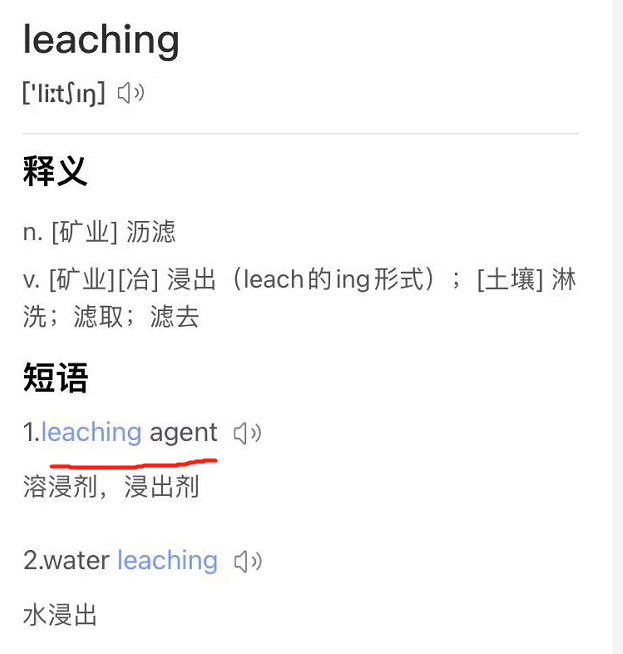 leaching
['liːtʃɪŋ]
释义
n. [矿业] 沥滤
v. [矿业][冶] 浸出（leach的ing形式）；[土壤] 淋
洗；滤取；滤去
短语
1.leaching agent
溶浸剂，浸出剂
2.water leaching
水浸出